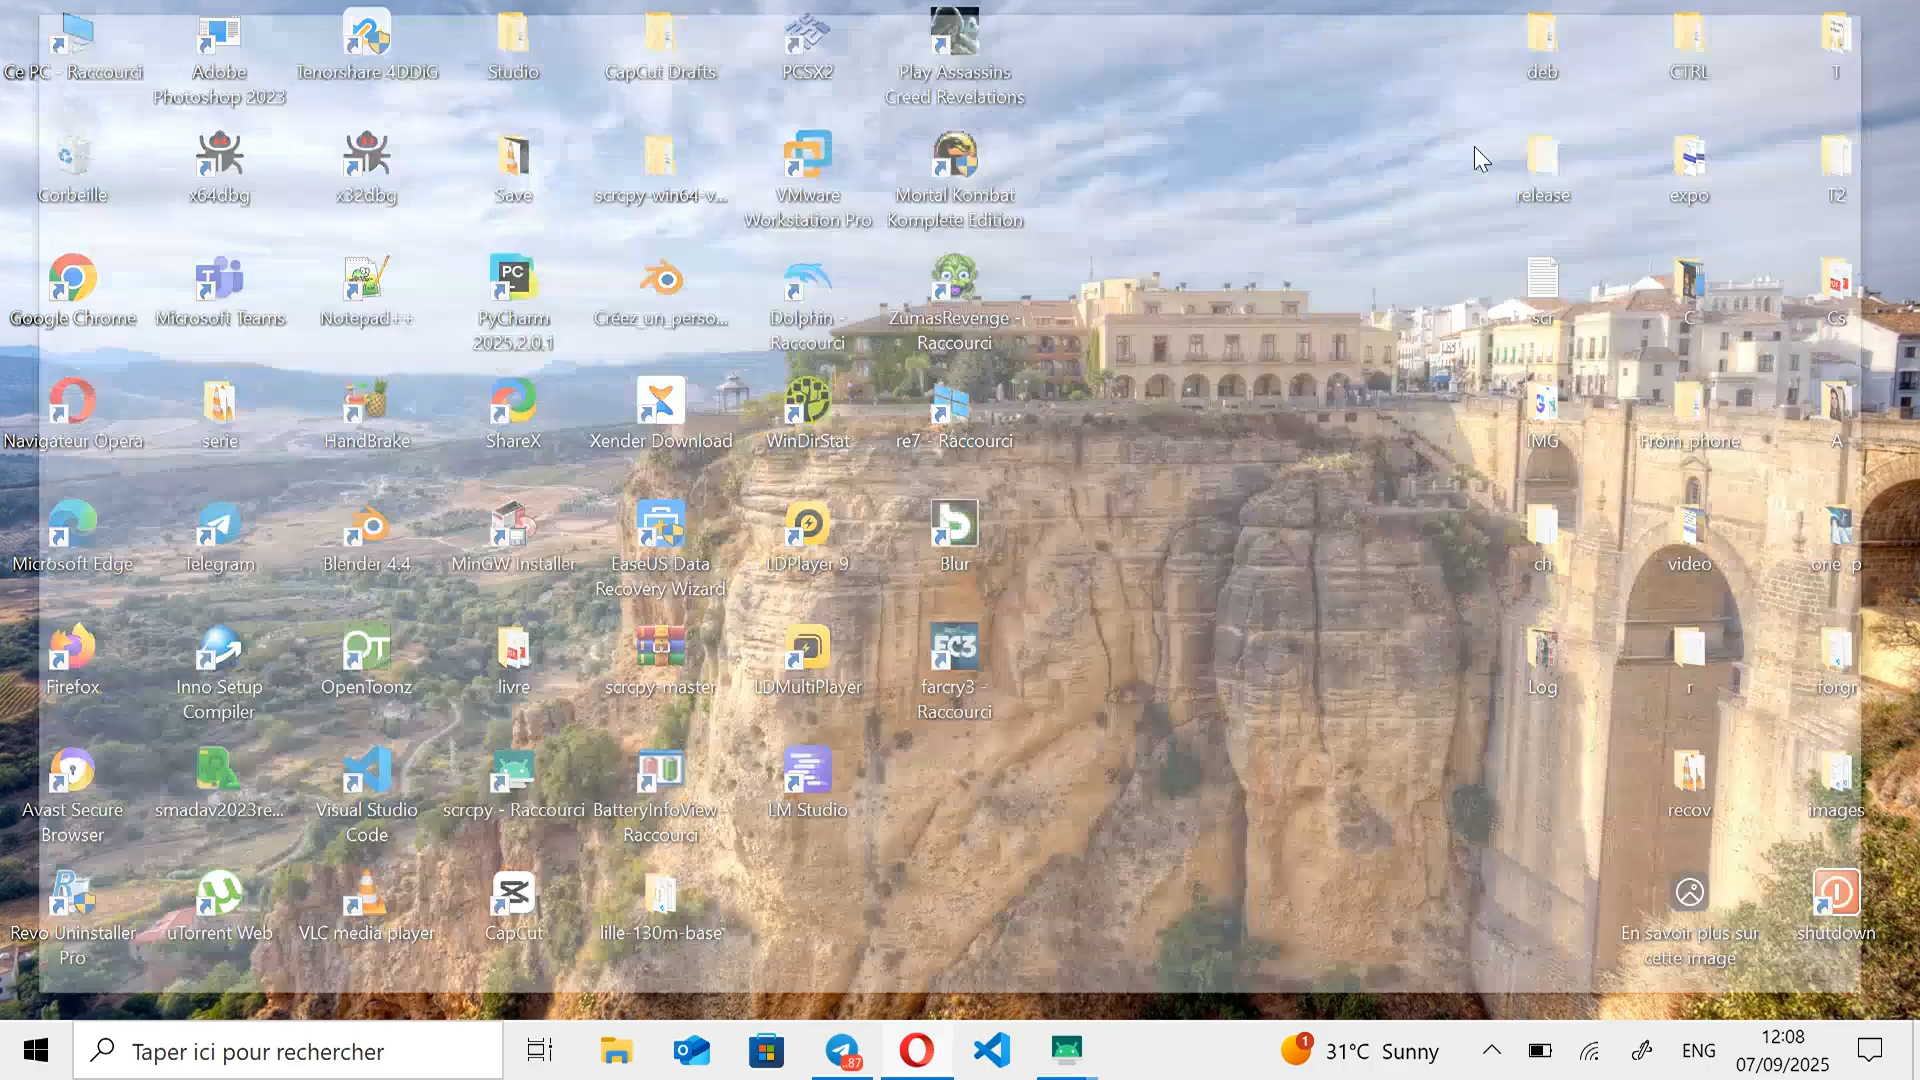 Ce PC - Raccourci
Adobe
Photoshop 2023
Tenorshare 4DDiG
Studio
CapCut Drafts
PCSX2
Play Assassins
Creed Revelations
deb
CTRL
T
Corbeille
x64dbg
x32dbg
Save
scrcpy-win64-v...
VMware
Workstation Pro
Mortal Kombat
Komplete Edition
release
expo
T2
Google Chrome
Microsoft Teams
Notepad++
PC
PyCharm
2025.2.0.1
Créez_un_perso...
Dolphin -
Raccourci
ZumasRevenge -
Raccourci
scr
C
Cs
Navigateur Opera
serie
HandBrake
ShareX
Xender Download
WinDirStat
re7 - Raccourci
IMG
From_phone
A
Microsoft Edge
Telegram
Blender 4.4
MinGW Installer
EaseUS Data
Recovery Wizard
LDPlayer 9
Blur
ch
video
one_p
Firefox
Inno Setup
Compiler
OpenToonz
livre
scrcpy-master
LDMultiPlayer
FC3
farcry3 -
Raccourci
Log
r
forgr
Avast Secure
Browser
smadav2023re...
Visual Studio
Code
scrcpy - Raccourci
BatteryInfoView -
Raccourci
LM Studio
recov
images
Revo Uninstaller
Pro
uTorrent Web
VLC media player
CapCut
lille-130m-base
En savoir plus sur
cette image
shutdown
Taper ici pour rechercher
..87
1
31°C Sunny
ENG
12:08
07/09/2025